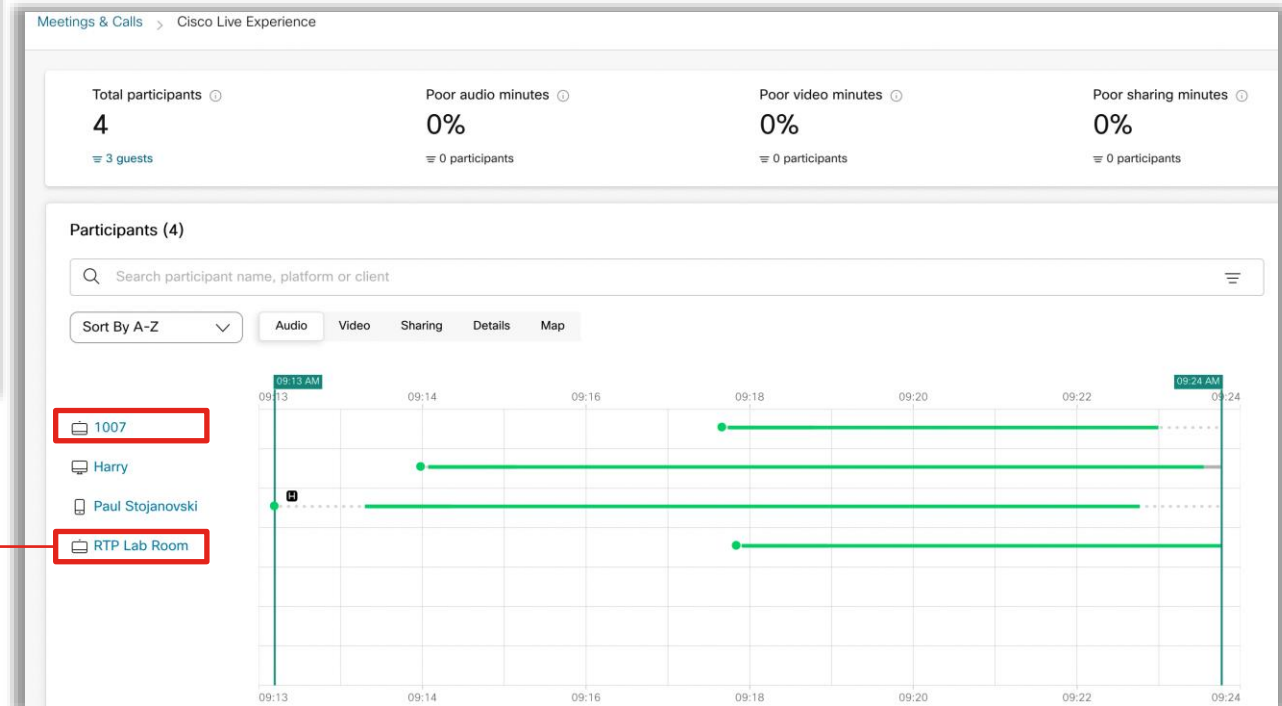 Meetings & Calls > Cisco Live Experience
Total participants
Poor audio minutes
Poor video minutes
Poor sharing minutes
4
0%
0%
0%
3 guests
0 participants
0 participants
0 participants
Participants (4)
Search participant name, platform or client
Sort By A-Z
Audio
Video
Sharing
Details
Map
09:13 AM
09:24 AM
09:13
09:14
09:16
09:18
09:20
09:22
09:24
1007
Harry
H
Paul Stojanovski
RTP Lab Room
09:13
09:14
09:16
09:18
09:20
09:22
09:24